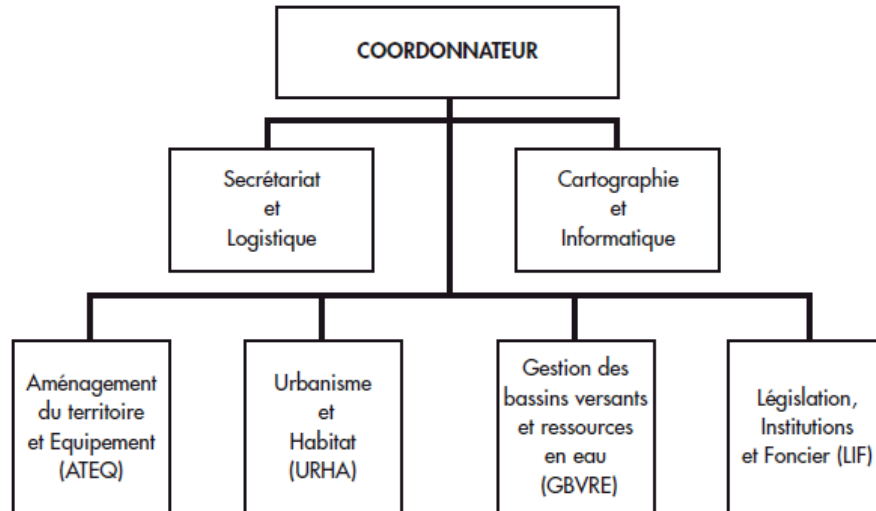 COORDONNATEUR
Secrétariat
et
Logistique
Cartographie
et
Informatique
Aménagement
du territoire
et Equipement
(ATEQ)
Urbanisme
et
Habitat
(URHA)
Gestion des
bassins versants
et ressources
en eau
(GBVRE)
Législation,
Institutions
et Foncier (LIF)